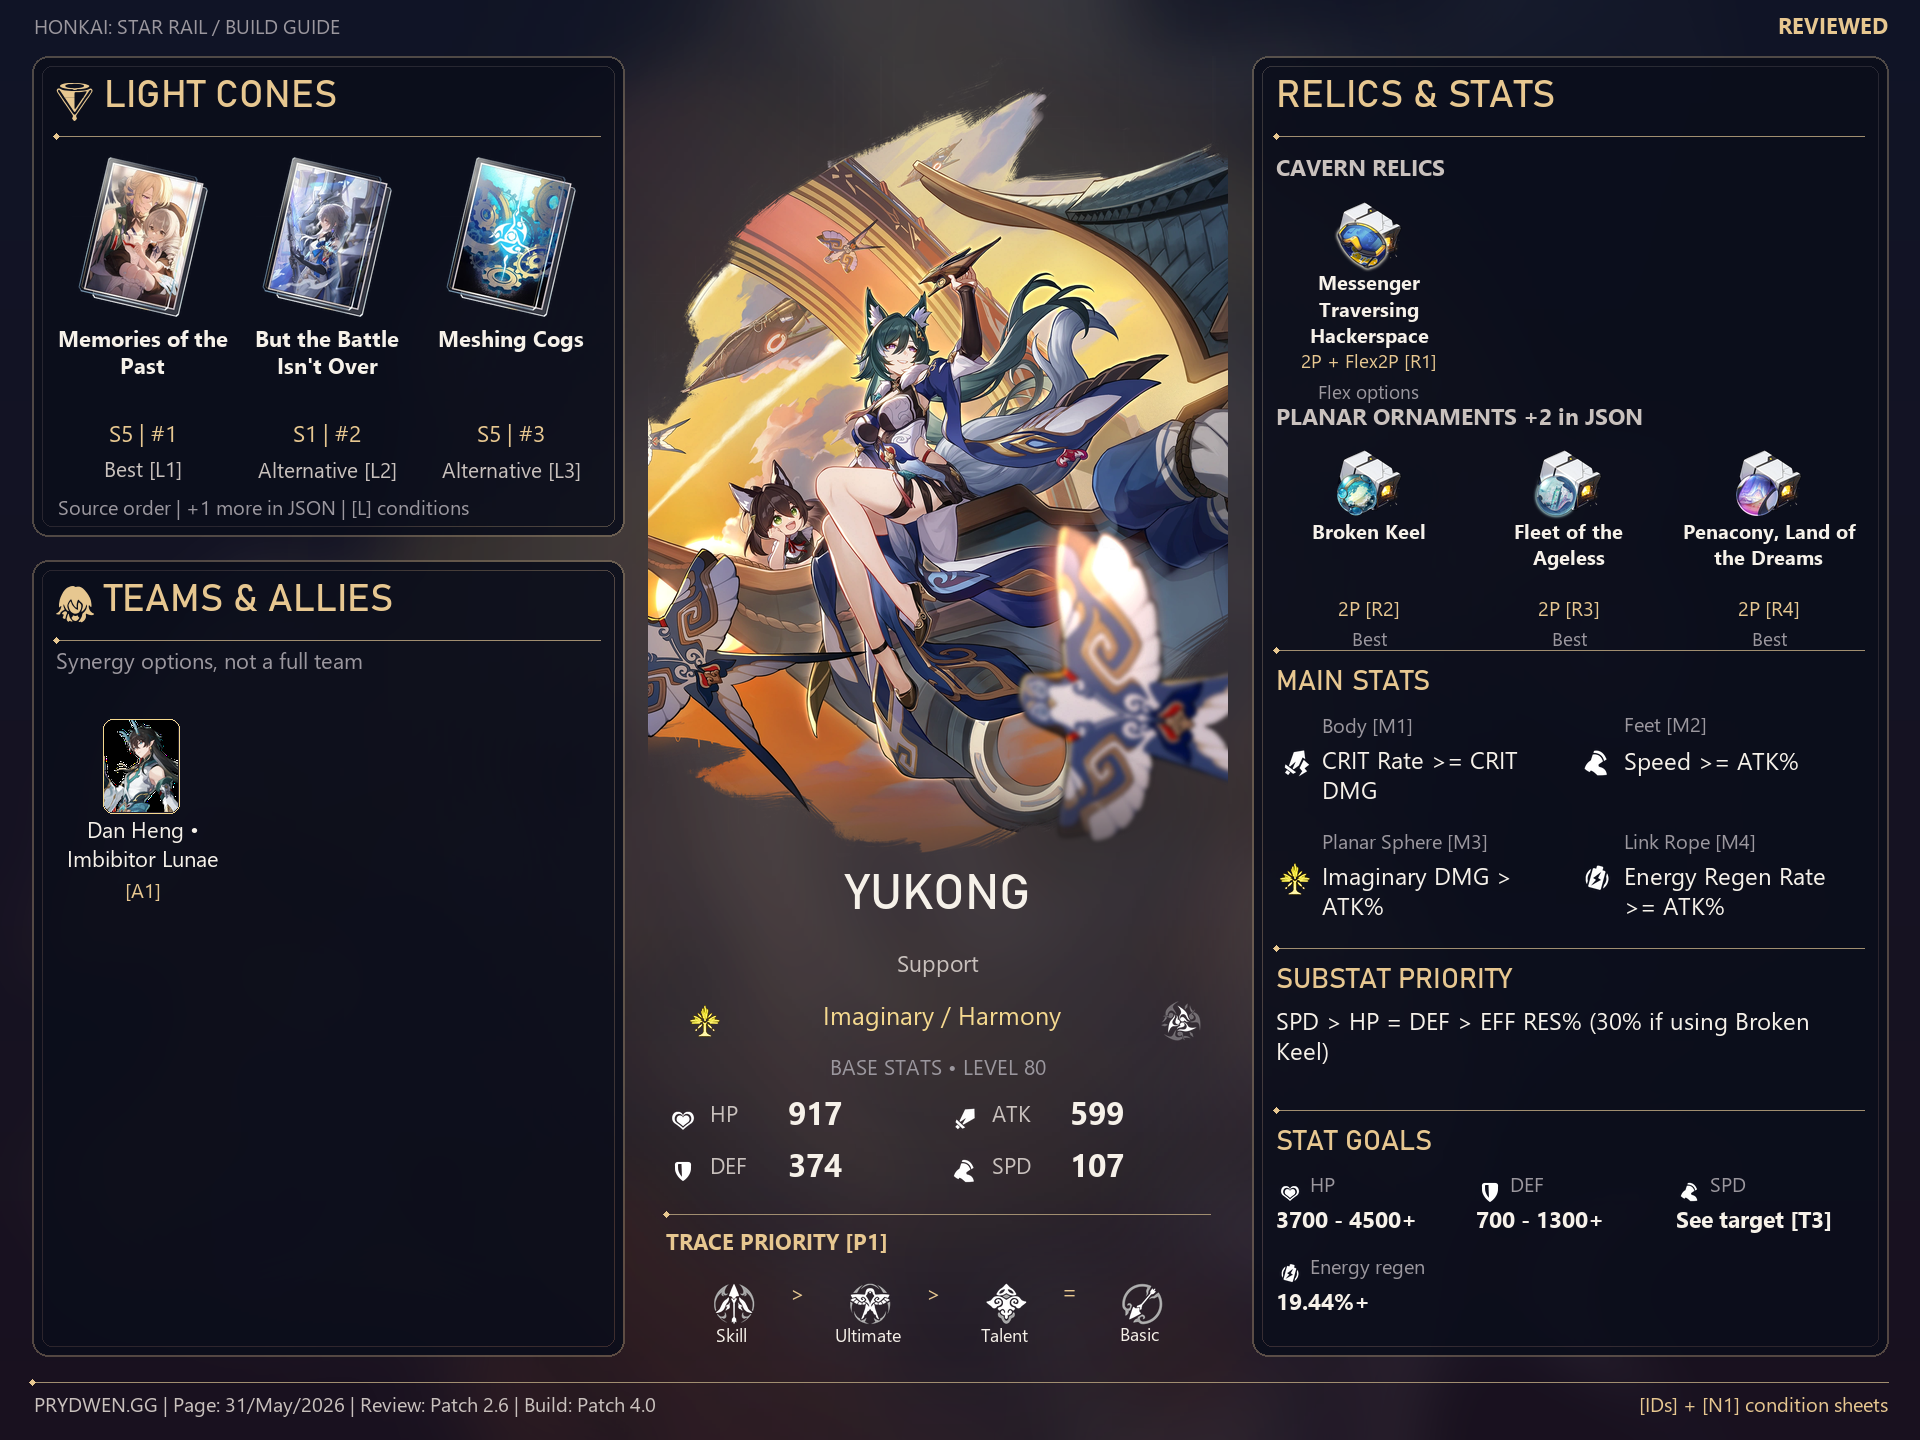 HONKAI: STAR RAIL / BUILD GUIDE
REVIEWED
LIGHT CONES
Memories of the
Past
S5 | #1
Best [L1]
But the Battle
Isn't Over
S1 | #2
Alternative [L2]
Meshing Cogs
S5 | #3
Alternative [L3]
Source order | +1 more in JSON | [L] conditions
TEAMS & ALLIES
Synergy options, not a full team
Dan Heng •
Imbibitor Lunae
[A1]
YUKONG
Support
Imaginary / Harmony
BASE STATS • LEVEL 80
HP 917
ATK 599
DEF 374
SPD 107
TRACE PRIORITY [P1]
Skill > Ultimate > Talent = Basic
RELICS & STATS
CAVERN RELICS
Messenger
Traversing
Hackerspace
2P + Flex2P [R1]
Flex options
PLANAR ORNAMENTS +2 in JSON
Broken Keel
2P [R2]
Best
Fleet of the
Ageless
2P [R3]
Best
Penacony, Land of
the Dreams
2P [R4]
Best
MAIN STATS
Body [M1]
CRIT Rate >= CRIT
DMG
Feet [M2]
Speed >= ATK%
Planar Sphere [M3]
Imaginary DMG >
ATK%
Link Rope [M4]
Energy Regen Rate
>= ATK%
SUBSTAT PRIORITY
SPD > HP = DEF > EFF RES% (30% if using Broken
Keel)
STAT GOALS
HP
3700 - 4500+
DEF
700 - 1300+
SPD
See target [T3]
Energy regen
19.44%+
PRYDWEN.GG | Page: 31/May/2026 | Review: Patch 2.6 | Build: Patch 4.0
[IDs] + [N1] condition sheets